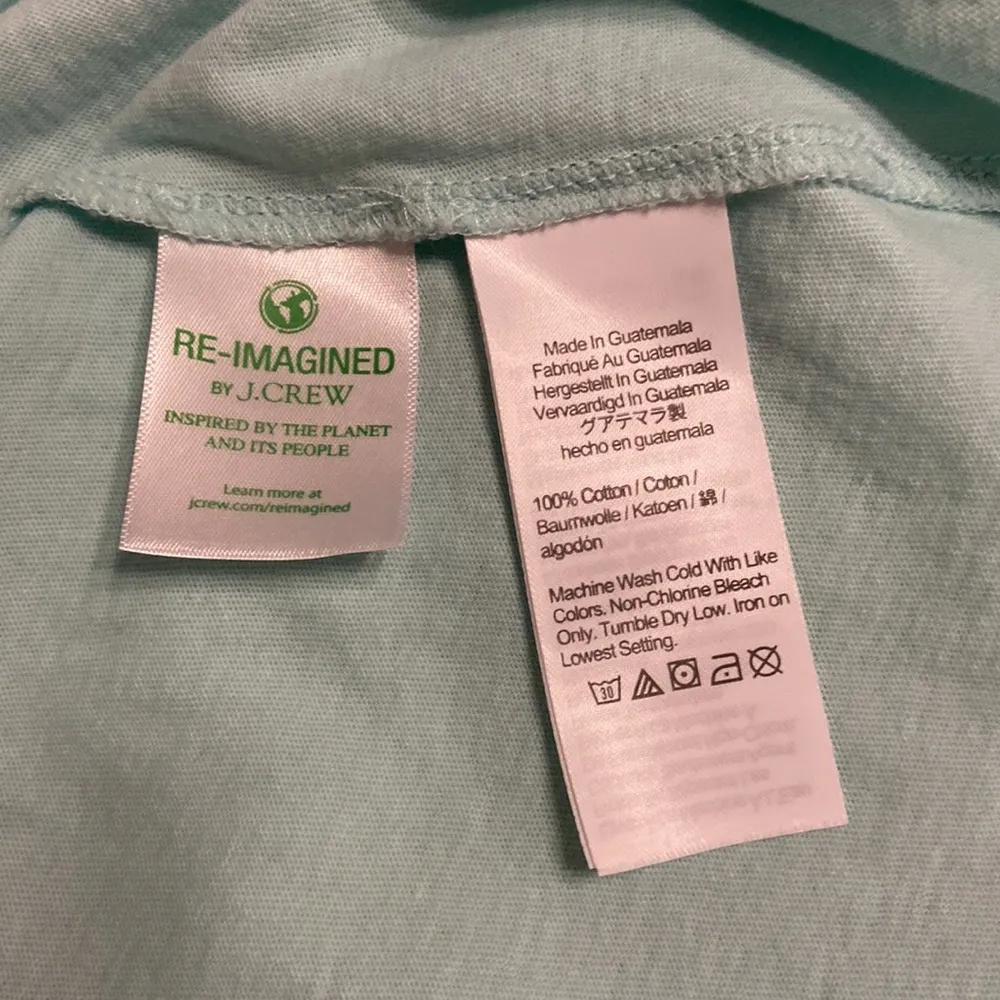 RE-IMAGINED
BY J.CREW
INSPIRED BY THE PLANET
AND ITS PEOPLE
Learn more at
jcrew.com/reimagined
Made In Guatemala
Fabriqué Au Guatemala
Hergestellt In Guatemala
Vervaardigd In Guatemala
グアテマラ製
hecho en guatemala
100% Cotton / Coton /
Baumwolle / Katoen / 綿 /
algodón
Machine Wash Cold With Like
Colors. Non-Chlorine Bleach
Only. Tumble Dry Low. Iron on
Lowest Setting.
30